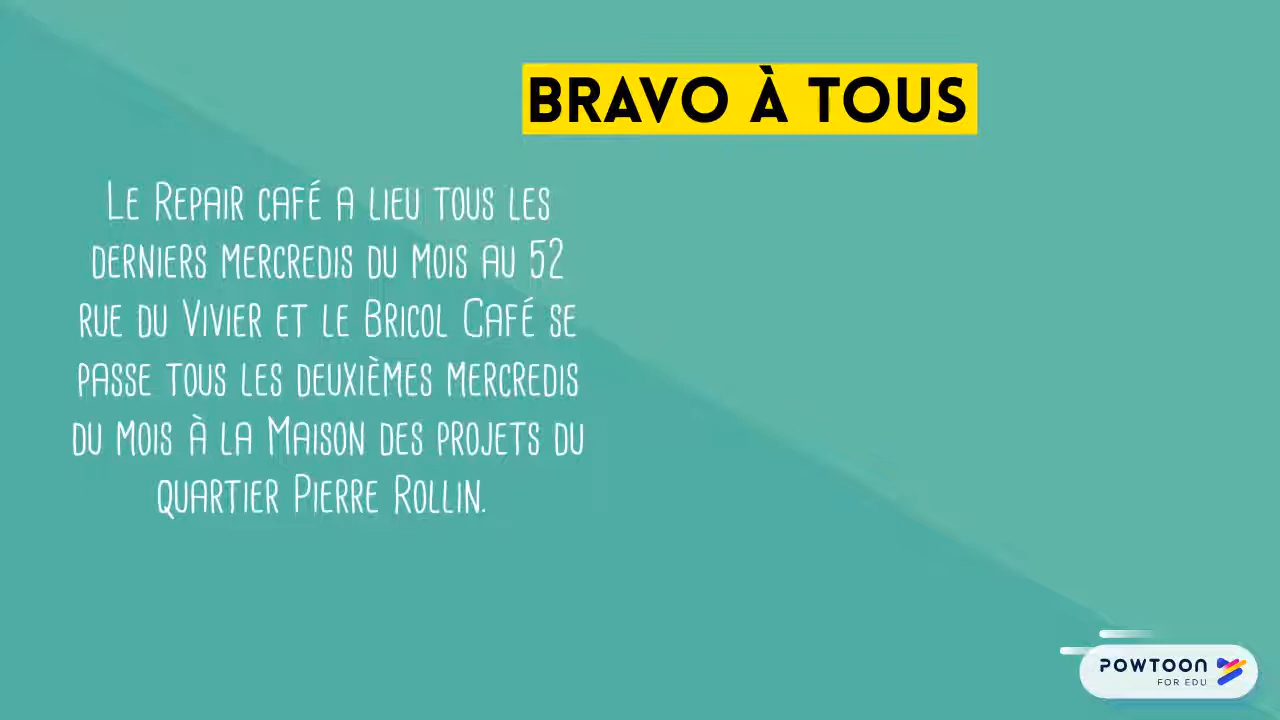 BRAVO À TOUS
Le Repair café a lieu tous les
derniers mercredis du mois au 52
rue du Vivier et le Bricol Café se
passe tous les deuxièmes mercredis
du mois à la Maison des projets du
quartier Pierre Rollin.
POWTOON
FOR EDU